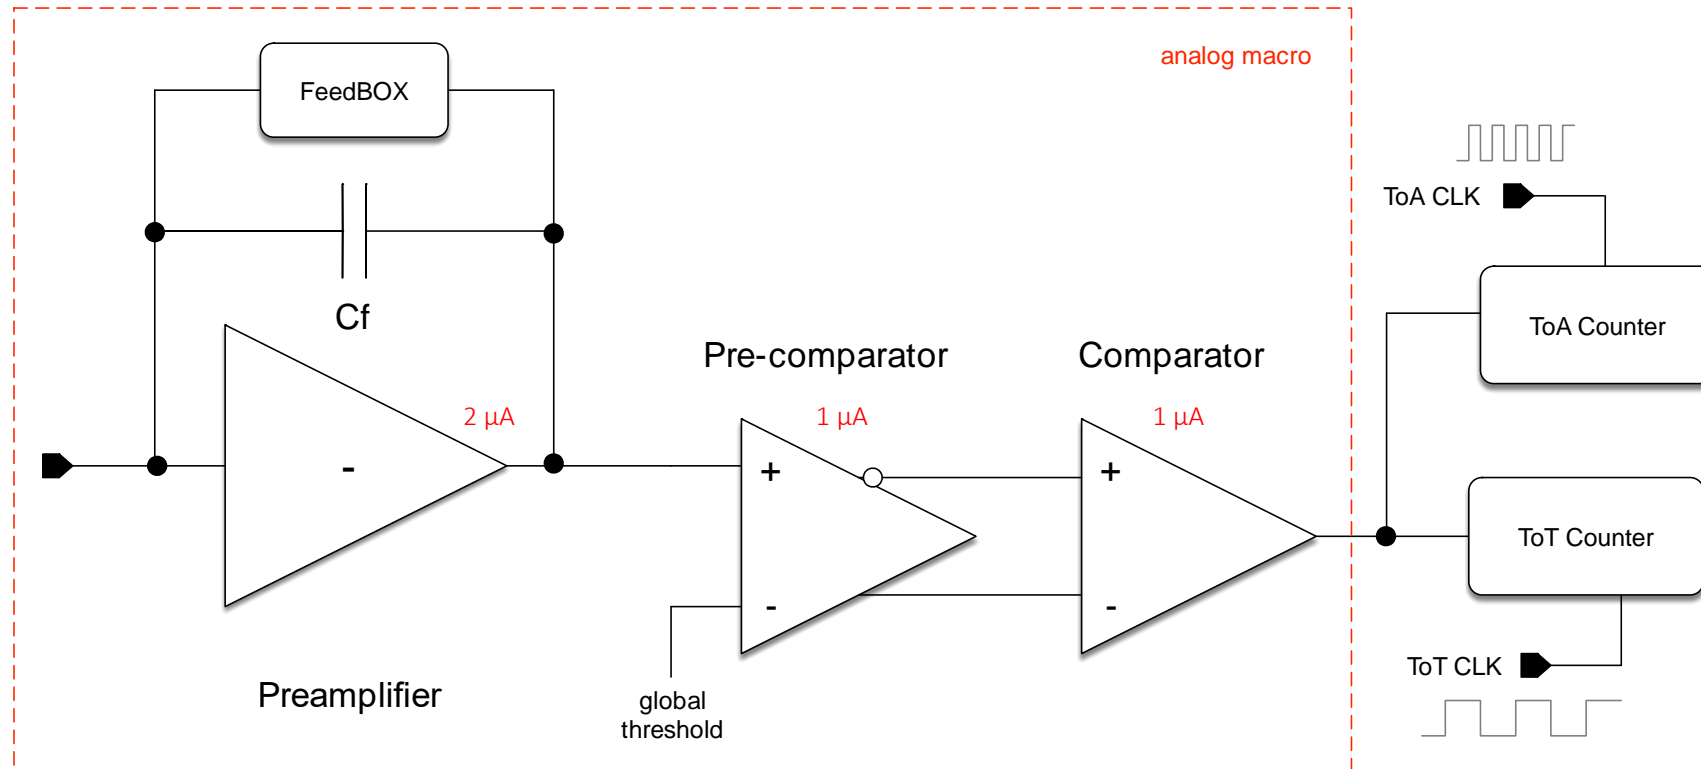 analog macro
FeedBOX
Cf
ToA CLK
ToA Counter
Pre-comparator
Comparator
2 µA
1 µA
1 µA
-
+
-
+
-
ToT Counter
ToT CLK
Preamplifier
global
threshold